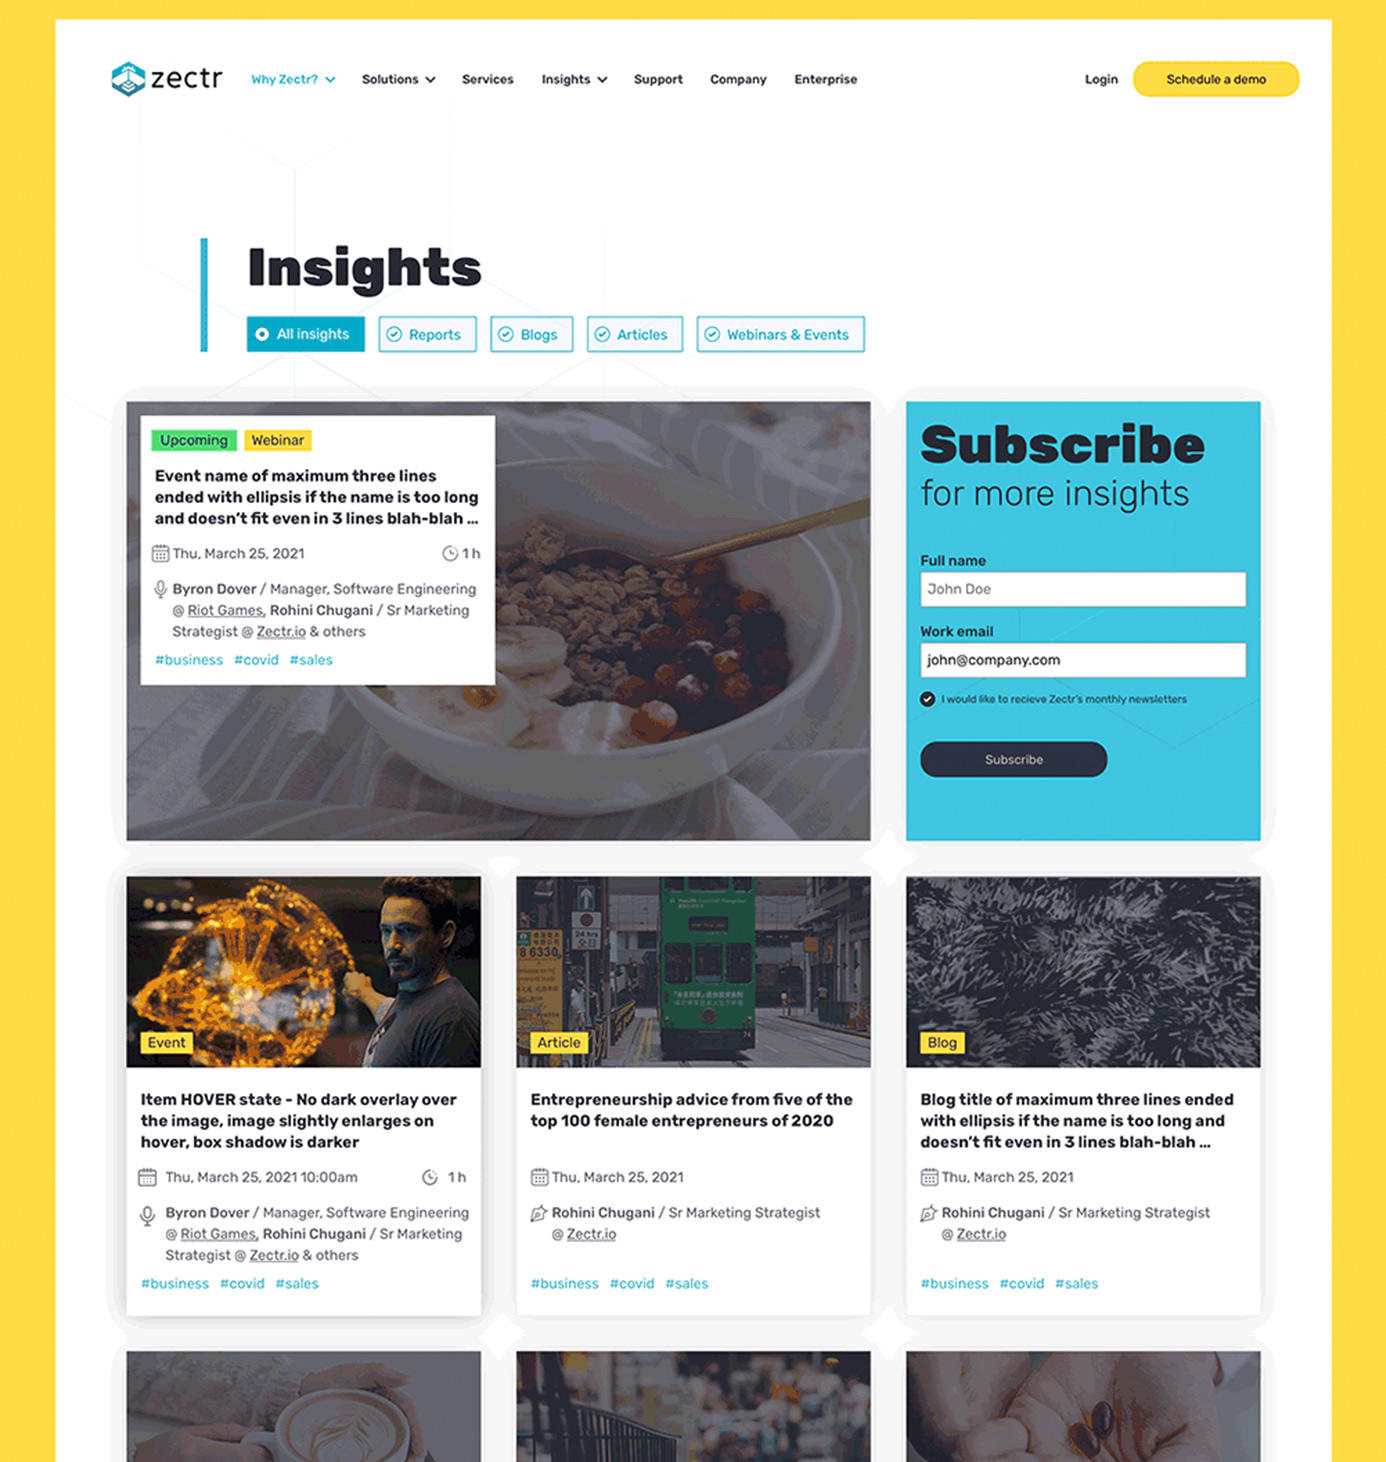 zectr
Why Zectr? Solutions Services Insights Support Company Enterprise Login Schedule a demo
Insights
All insights Reports Blogs Articles Webinars & Events
Upcoming Webinar
Event name of maximum three lines
ended with ellipsis if the name is too long
and doesn't fit even in 3 lines blah-blah ...
Thu, March 25, 2021 1 h
Byron Dover / Manager, Software Engineering
@ Riot Games, Rohini Chugani / Sr Marketing
Strategist @ Zectr.io & others
#business #covid #sales
Subscribe
for more insights
Full name
John Doe
Work email
john@company.com
I would like to recieve Zectr's monthly newsletters
Subscribe
Event
Item HOVER state - No dark overlay over
the image, image slightly enlarges on
hover, box shadow is darker
Thu, March 25, 2021 10:00am 1 h
Byron Dover / Manager, Software Engineering
@ Riot Games, Rohini Chugani / Sr Marketing
Strategist @ Zectr.io & others
#business #covid #sales
24 hrs
全日
8 6330
74
Article
Entrepreneurship advice from five of the
top 100 female entrepreneurs of 2020
Thu, March 25, 2021
Rohini Chugani / Sr Marketing Strategist
@ Zectr.io
#business #covid #sales
Blog
Blog title of maximum three lines ended
with ellipsis if the name is too long and
doesn't fit even in 3 lines blah-blah ...
Thu, March 25, 2021
Rohini Chugani / Sr Marketing Strategist
@ Zectr.io
#business #covid #sales